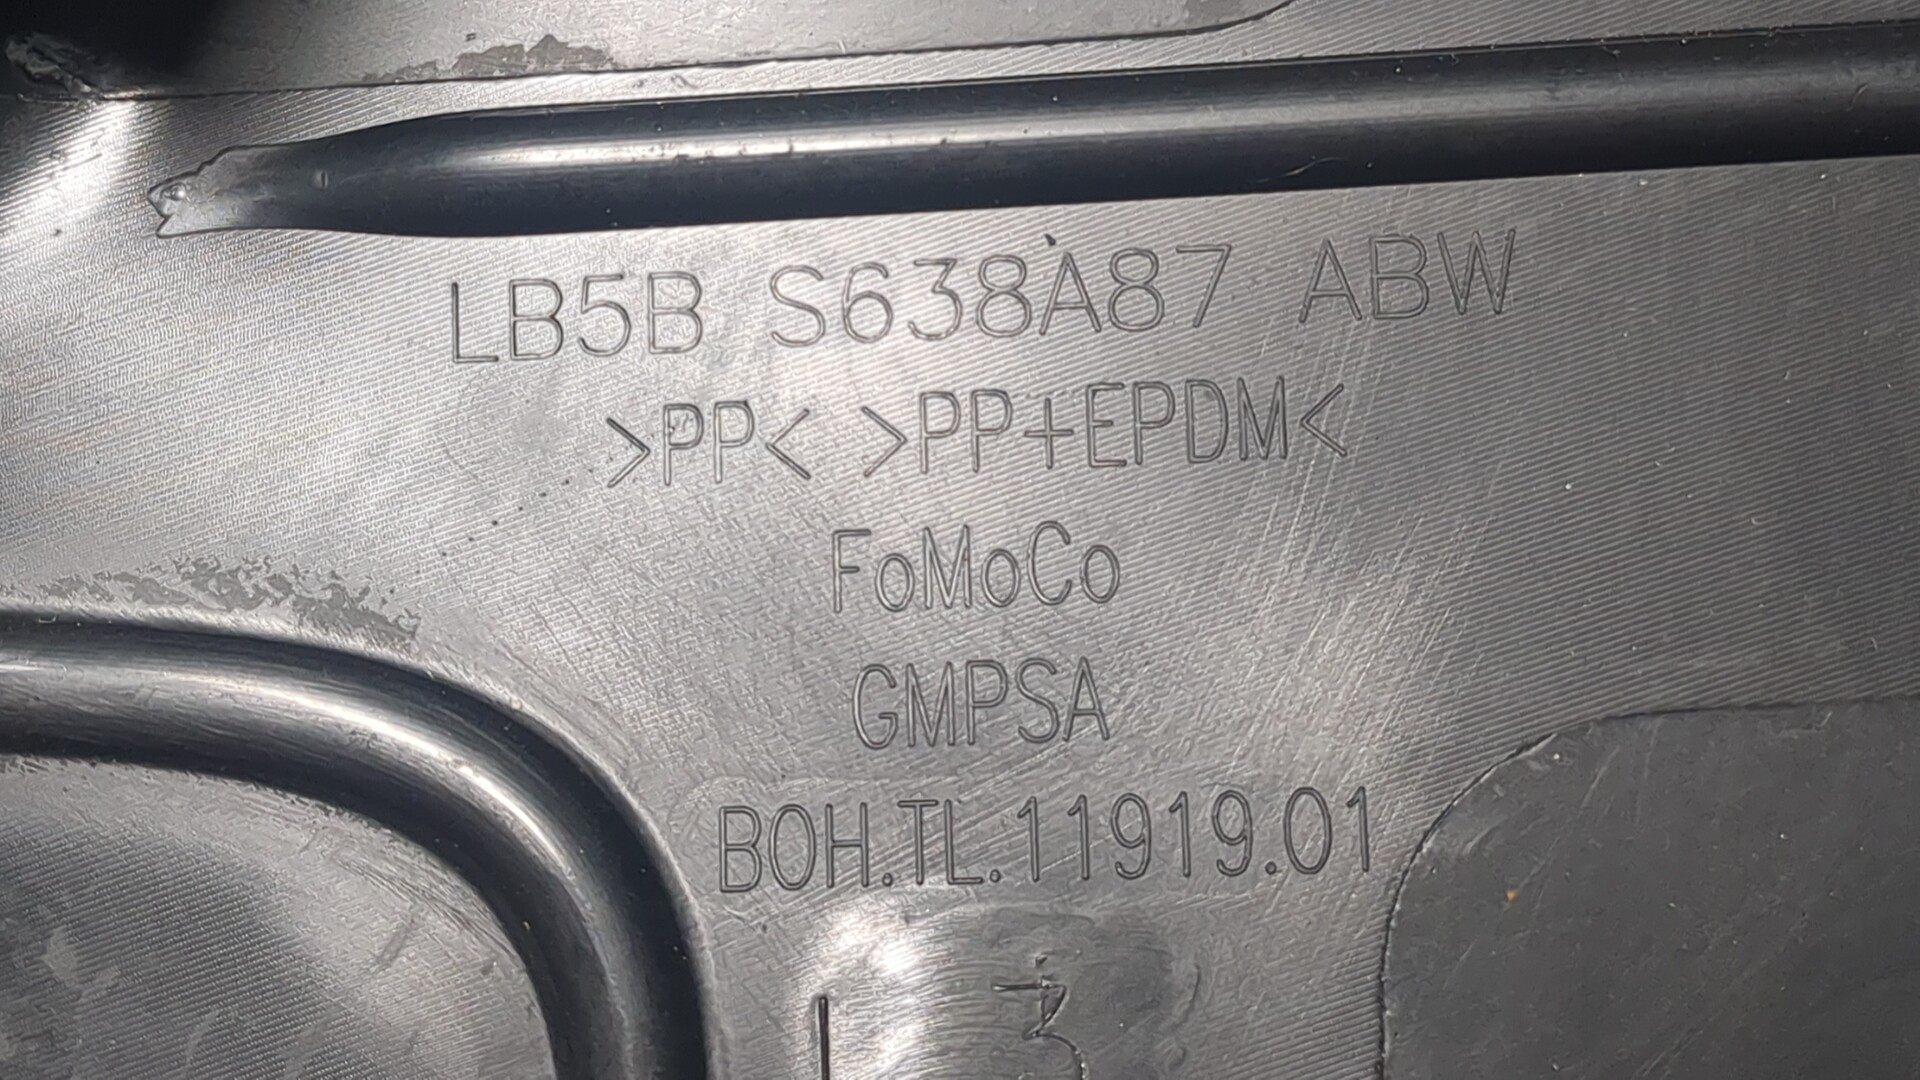 LB5B S638A87 ABW
>PP< >PP+EPDM<
FoMoCo
GMPSA
BOH.TL.11919.01